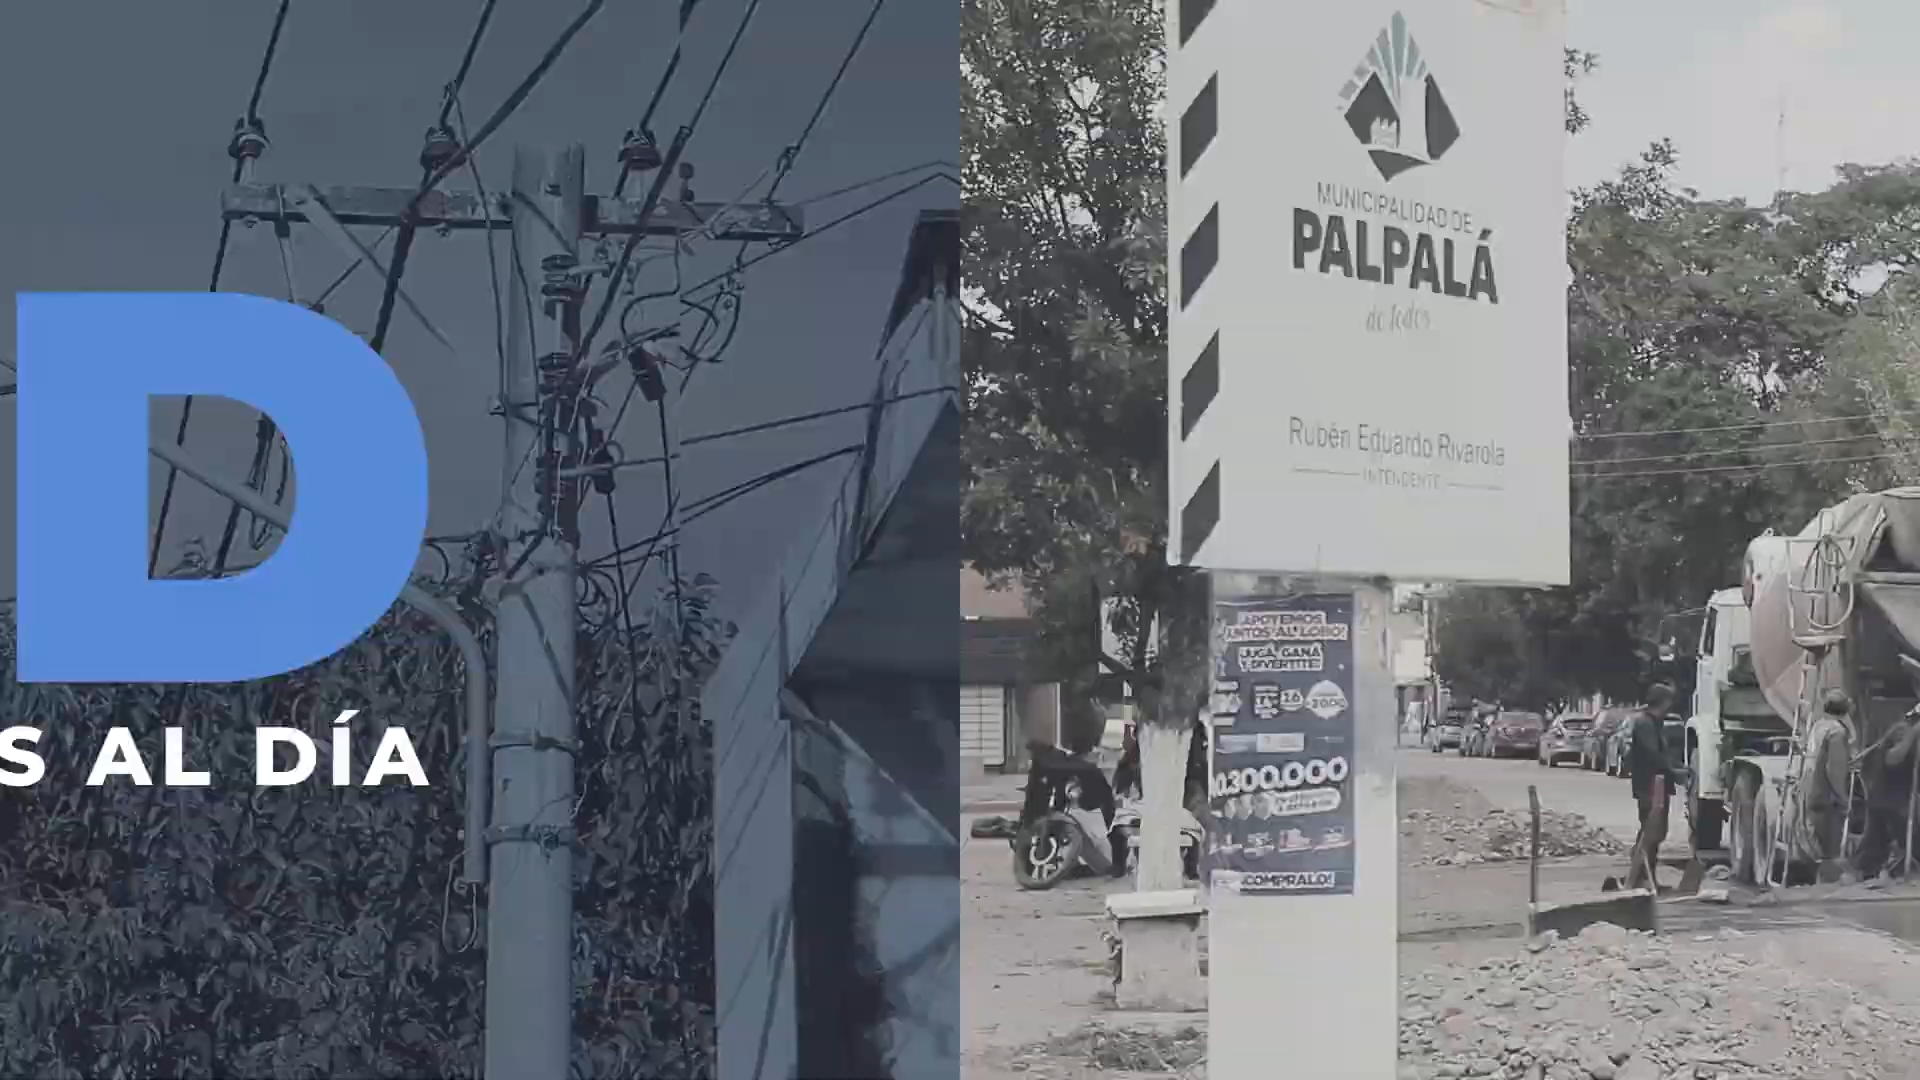 D
S AL DÍA
MUNICIPALIDAD DE
PALPALÁ
de todos
Rubén Eduardo Rivarola
INTENDENTE
APOYEMOS
JUNTOS AL LOBO!
JUGÁ, GANÁ
Y DIVERTITE!
0.300.000
¡COMPRALO!